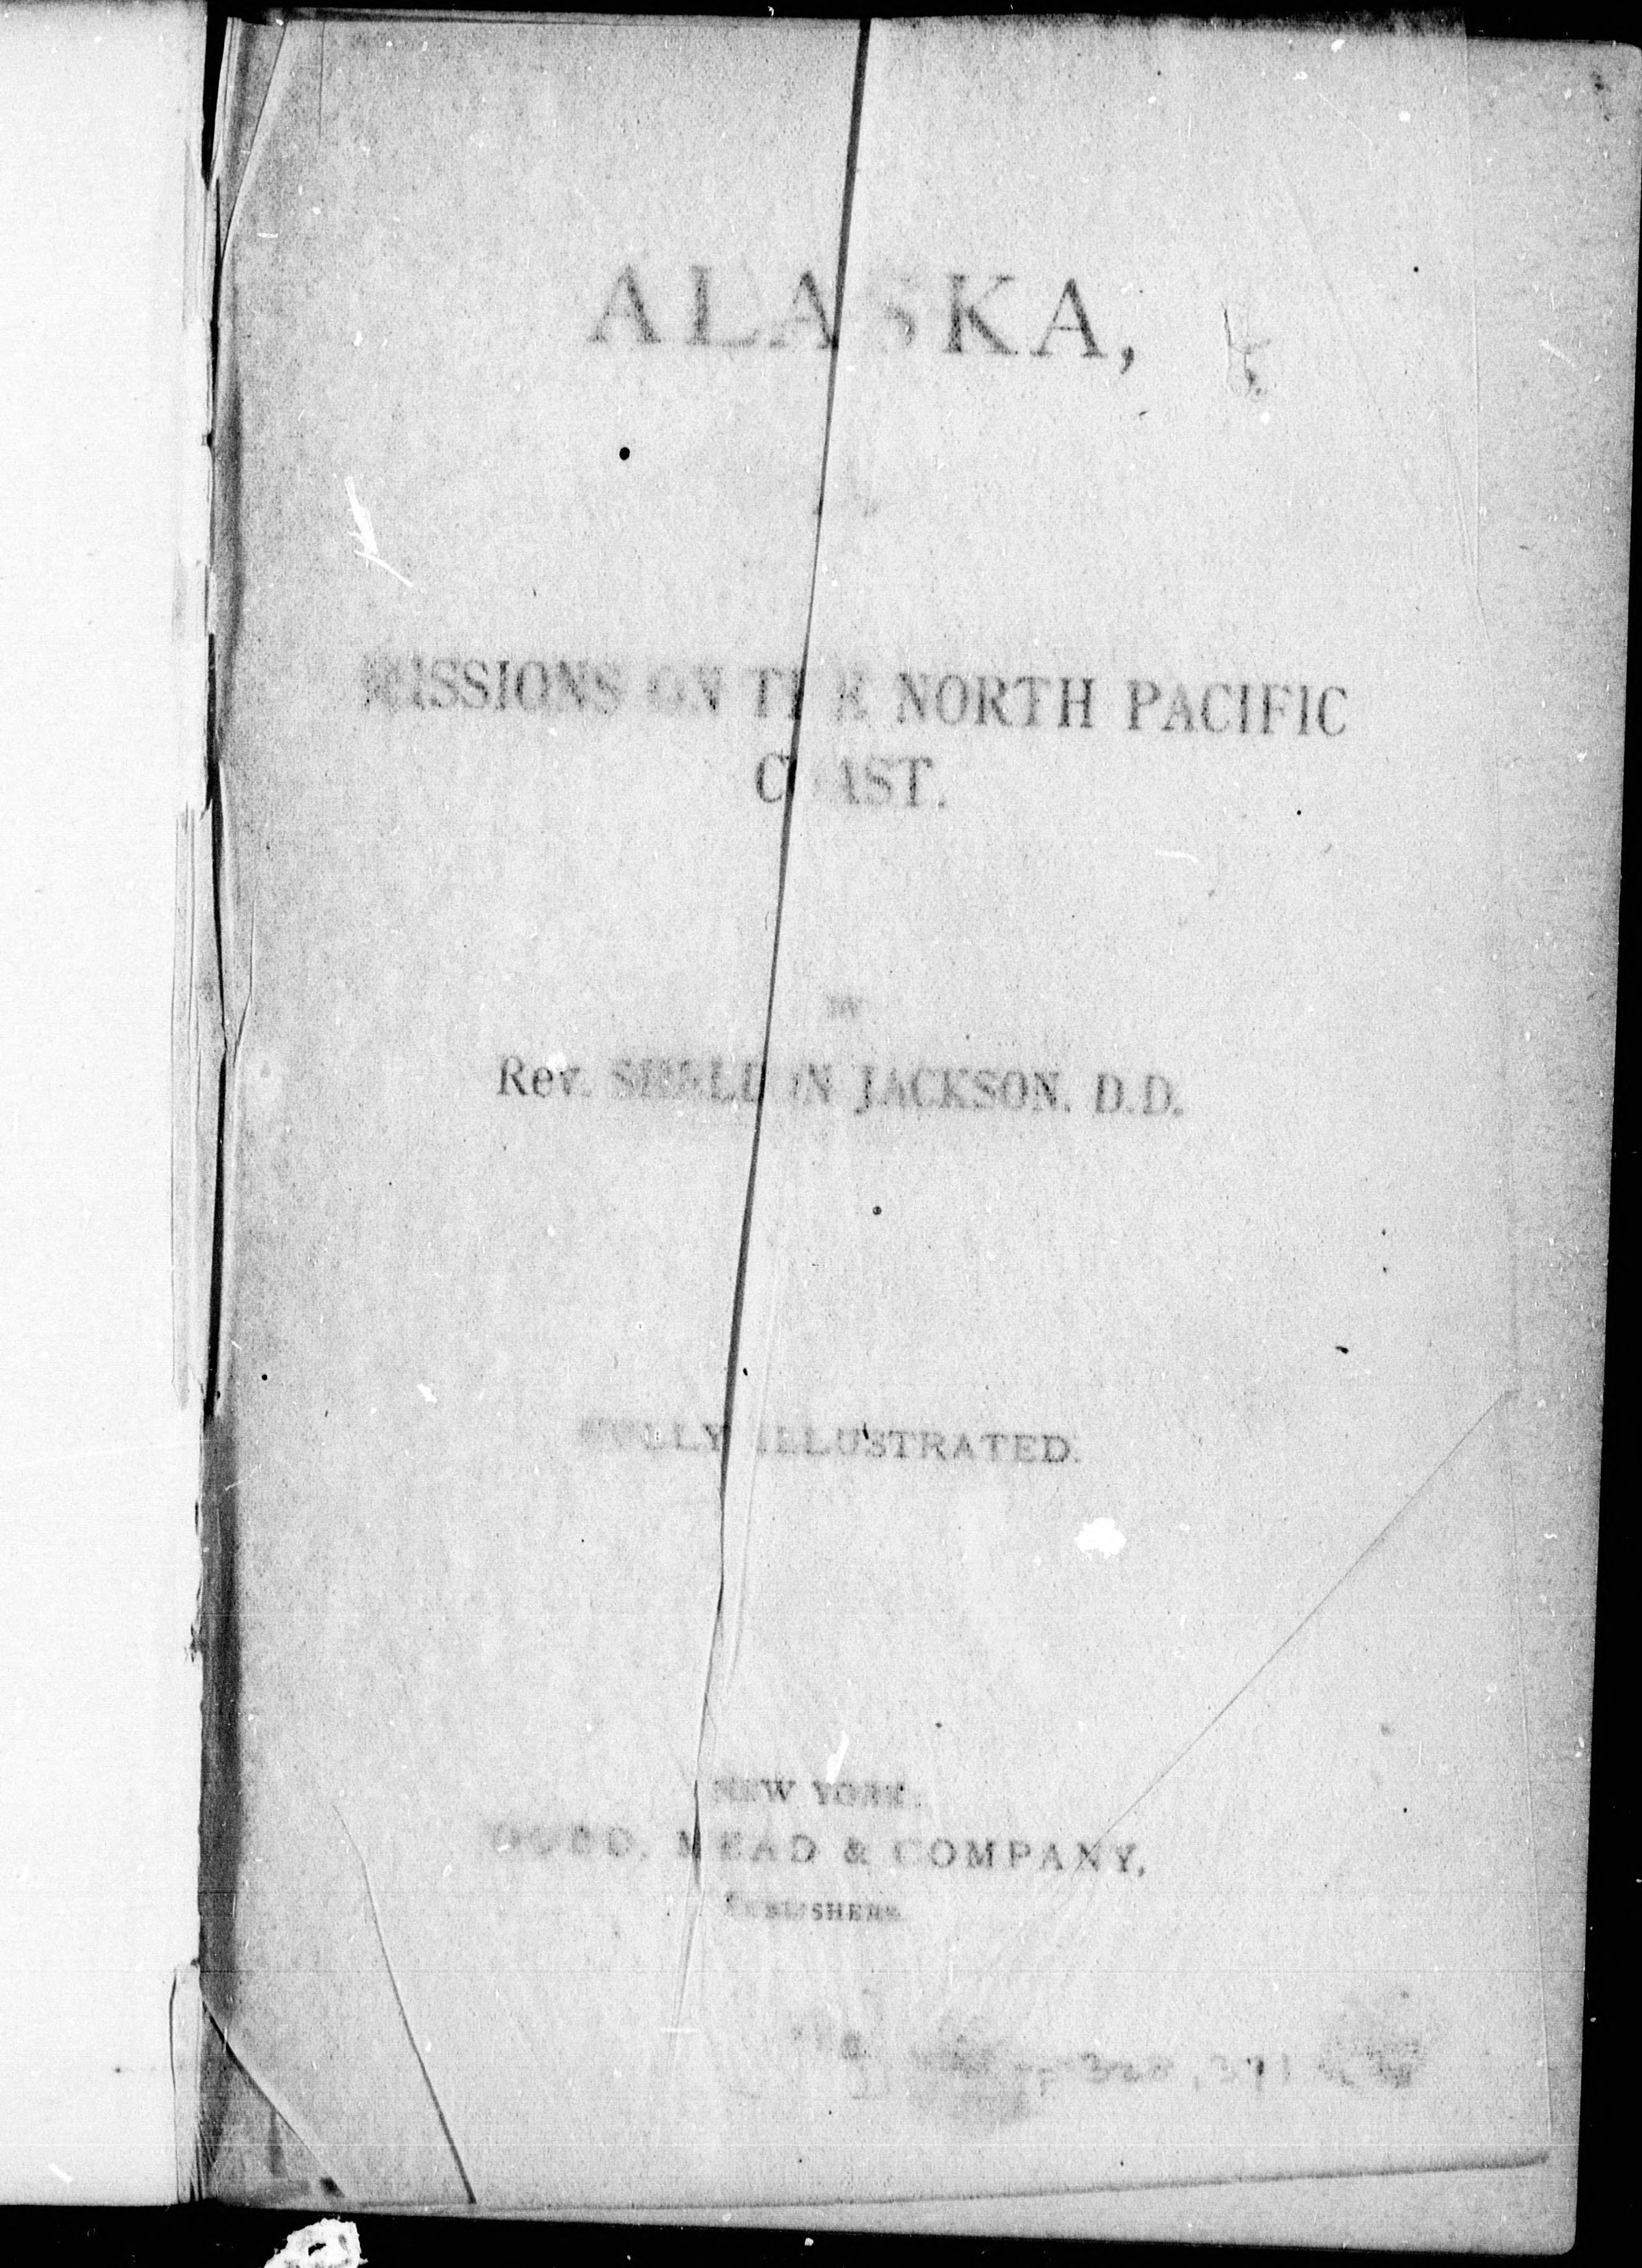 ALASKA,
MISSIONS ON THE NORTH PACIFIC
COAST.
BY
Rev. SHELDON JACKSON, D.D.
FULLY ILLUSTRATED.
NEW YORK:
DODD, MEAD & COMPANY,
PUBLISHERS